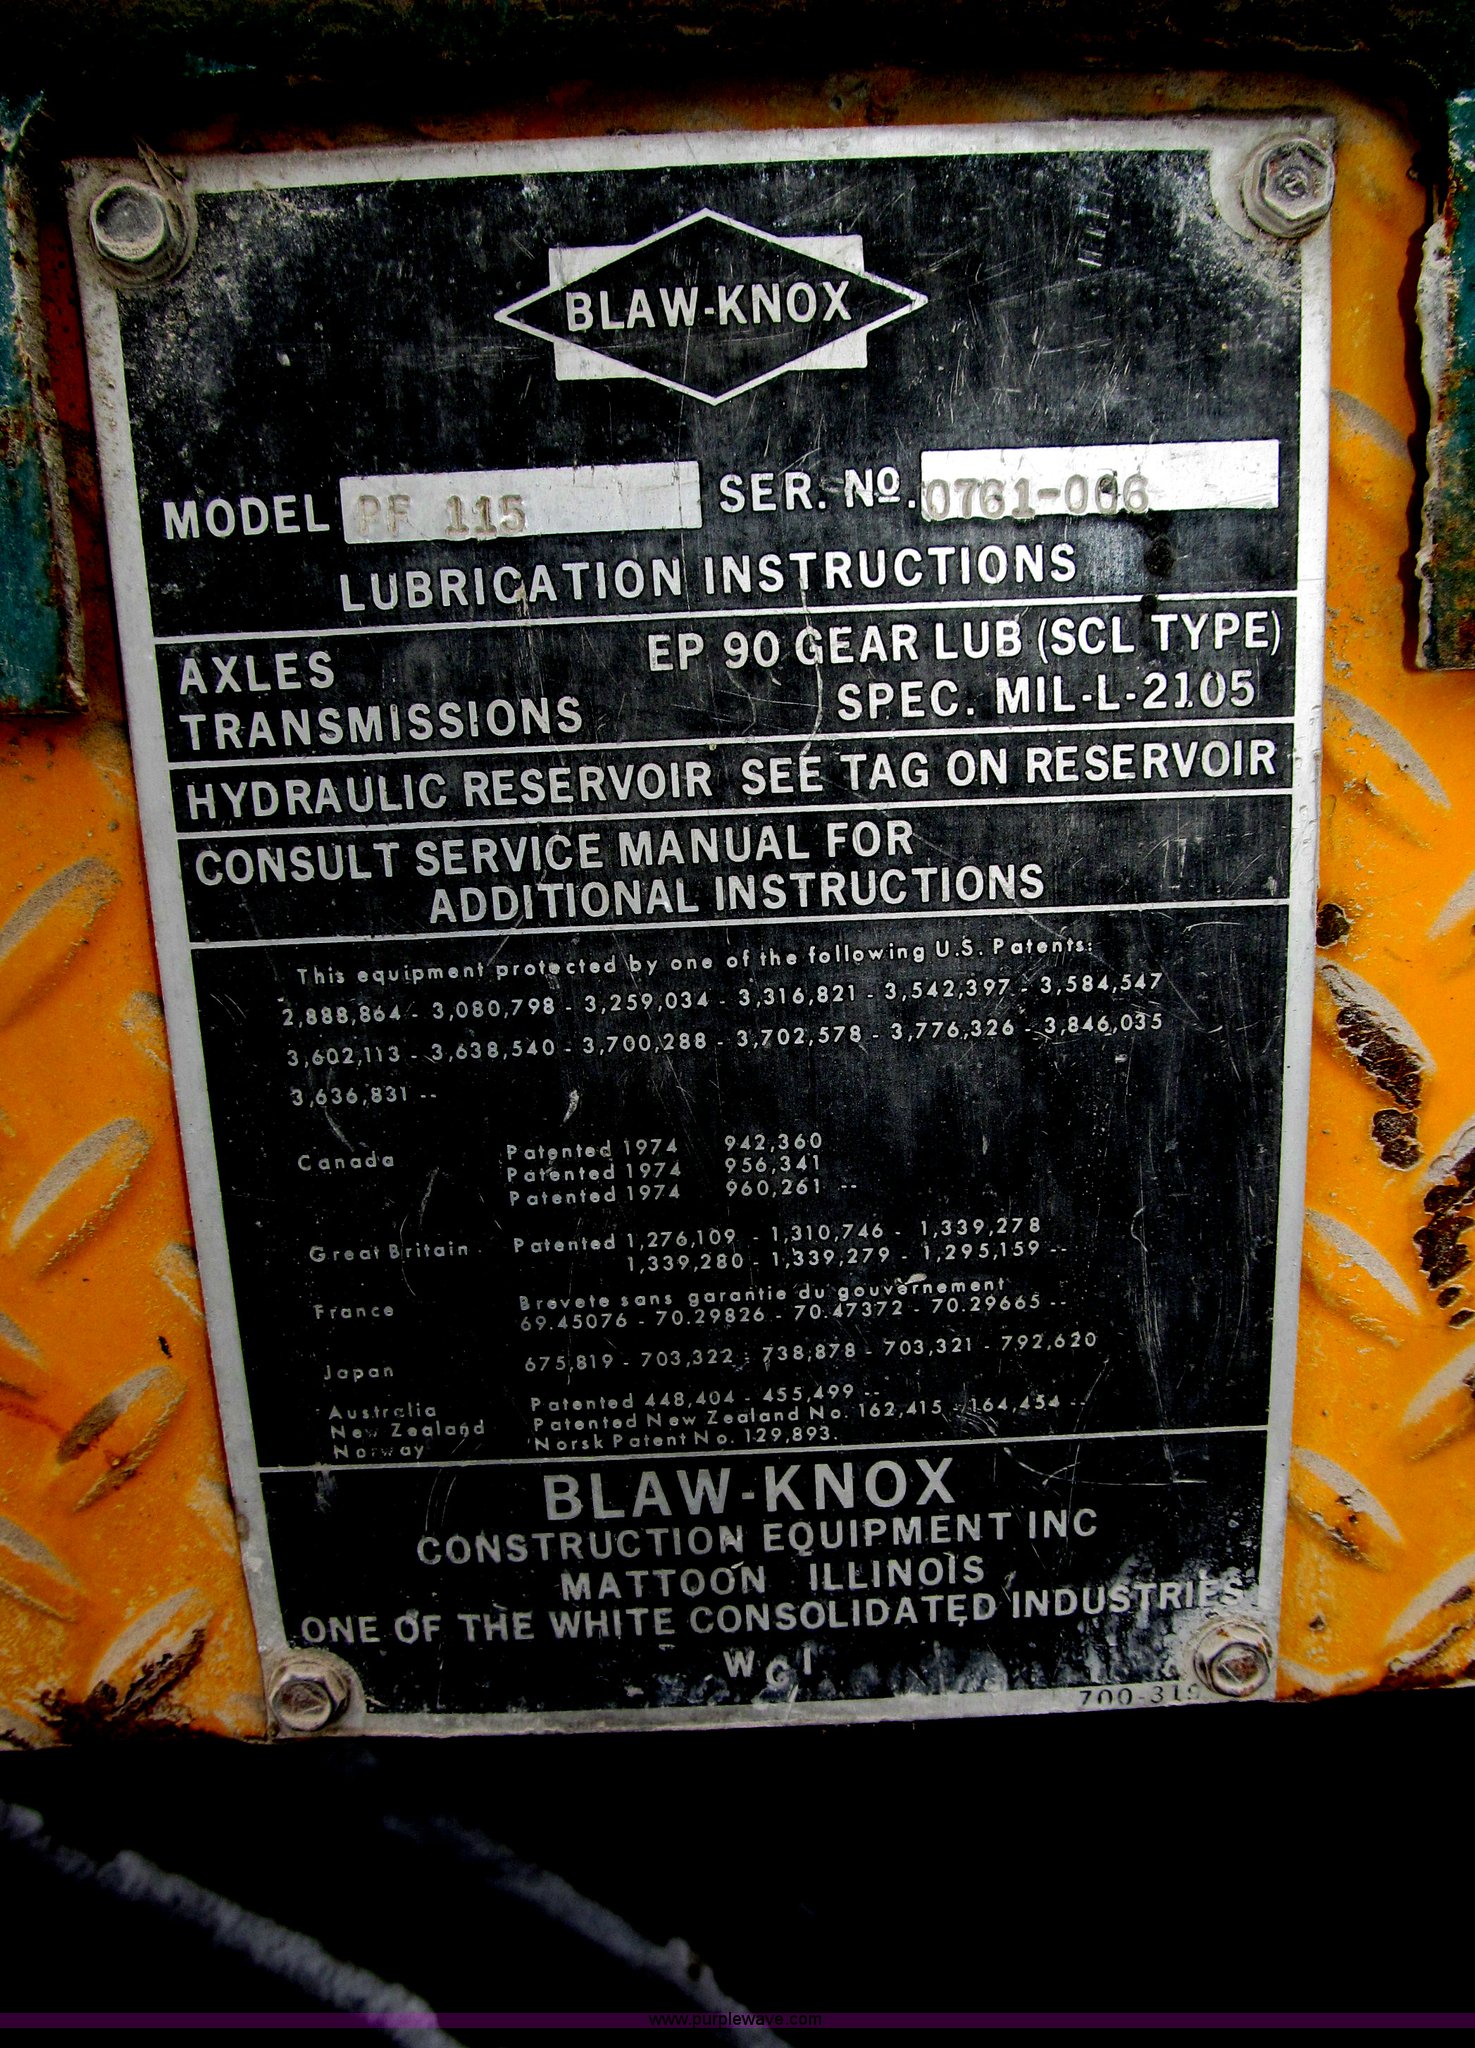 BLAW-KNOX
MODEL PF 115 SER. NO. 0761-006
LUBRICATION INSTRUCTIONS
AXLES EP 90 GEAR LUB (SCL TYPE)
TRANSMISSIONS SPEC. MIL-L-2105
HYDRAULIC RESERVOIR SEE TAG ON RESERVOIR
CONSULT SERVICE MANUAL FOR
ADDITIONAL INSTRUCTIONS
This equipment protected by one of the following U.S. Patents:
2,888,864 - 3,080,798 - 3,259,034 - 3,316,821 - 3,542,397 - 3,584,547
3,602,113 - 3,638,540 - 3,700,288 - 3,702,578 - 3,776,326 - 3,846,035
3,636,831 --
Canada Patented 1974 942,360
Patented 1974 956,341
Patented 1974 960,261 --
Great Britain Patented 1,276,109 - 1,310,746 - 1,339,278
1,339,280 - 1,339,279 - 1,295,159 --
France Brevete sans garantie du gouvernement
69.45076 - 70.29826 - 70.47372 - 70.29665 --
Japan 675,819 - 703,322 - 738,878 - 703,321 - 792,620
Australia Patented 448,404 - 455,499 --
New Zealand Patented New Zealand No. 162,415 - 164,454 --
Norway Norsk Patent No. 129,893.
BLAW-KNOX
CONSTRUCTION EQUIPMENT INC
MATTOON ILLINOIS
ONE OF THE WHITE CONSOLIDATED INDUSTRIES
W C I
www.purplewave.com